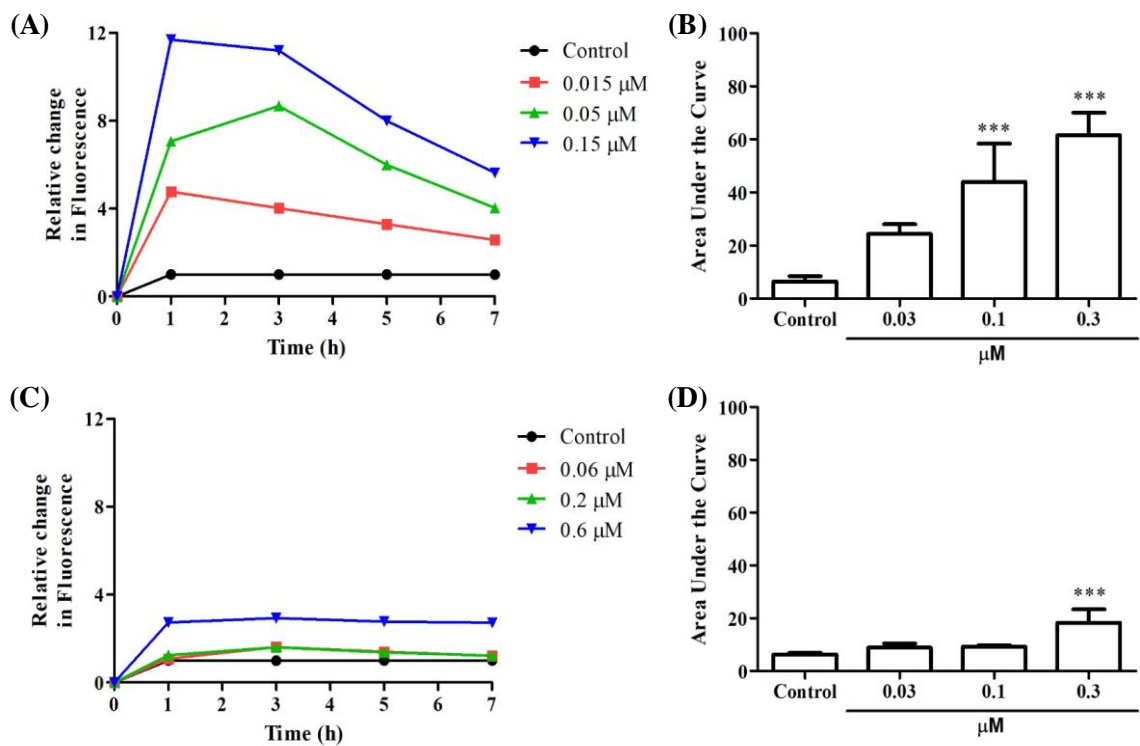 (A)
12
8
4
0
Relative change
in Fluorescence
0 1 2 3 4 5 6 7
Time (h)
Control
0.015 μM
0.05 μM
0.15 μM
(B)
100
80
60
40
20
0
Area Under the Curve
***
***
Control 0.03 0.1 0.3
μM
(C)
12
8
4
0
Relative change
in Fluorescence
0 1 2 3 4 5 6 7
Time (h)
Control
0.06 μM
0.2 μM
0.6 μM
(D)
100
80
60
40
20
0
Area Under the Curve
***
Control 0.03 0.1 0.3
μM